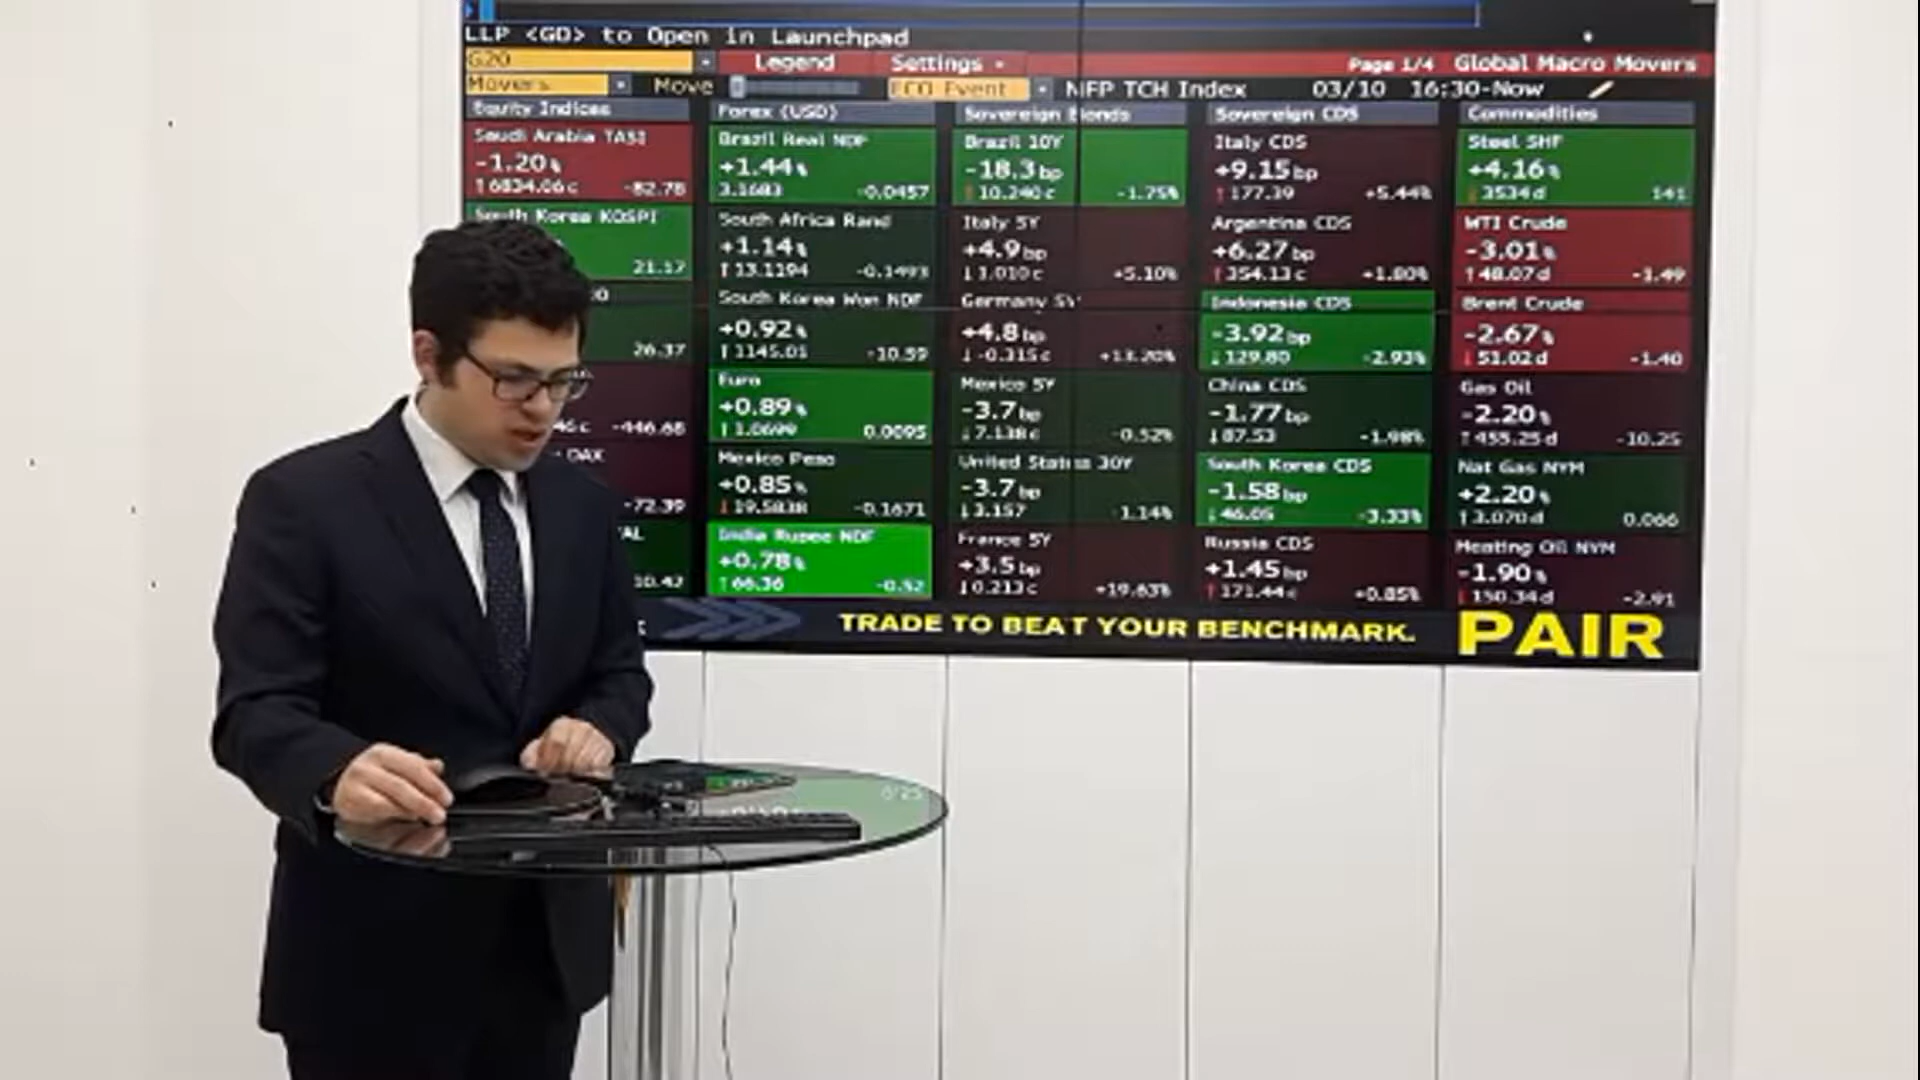 LLP <GO> to Open in Launchpad
G20 Legend Settings Page 1/4 Global Macro Movers
Movers Move ECO Event NFP TCH Index 03/10 16:30-Now
Equity Indices
Saudi Arabia TASI
-1.20%
↑6834.06c -82.78
South Korea KOSPI
21.17
26.37
-446.68
DAX
-72.39
10.42
Forex (USD)
Brazil Real NDF
+1.44%
3.1683 -0.0457
South Africa Rand
+1.14%
↑13.1194 -0.1493
South Korea Won NDF
+0.92%
↑1145.01 -10.59
Euro
+0.89%
↑1.0699 0.0095
Mexico Peso
+0.85%
↓19.5838 -0.1671
India Rupee NDF
+0.78%
↑66.36 -0.52
Sovereign Bonds
Brazil 10Y
-18.3bp
↑10.240c -1.75%
Italy 5Y
+4.9bp
↓1.010c +5.10%
Germany 5Y
+4.8bp
↓-0.315c +13.20%
Mexico 5Y
-3.7bp
↓7.138c -0.52%
United States 30Y
-3.7bp
↓3.157 -1.14%
France 5Y
+3.5bp
↓0.213c +19.63%
Sovereign CDS
Italy CDS
+9.15bp
↑177.39 +5.44%
Argentina CDS
+6.27bp
↑354.13c +1.80%
Indonesia CDS
-3.92bp
↓129.80 -2.93%
China CDS
-1.77bp
↓87.53 -1.98%
South Korea CDS
-1.58bp
↓46.05 -3.33%
Russia CDS
+1.45bp
↑171.44c +0.85%
Commodities
Steel SHF
+4.16%
↓3534d 141
WTI Crude
-3.01%
↑48.07d -1.49
Brent Crude
-2.67%
↓51.02d -1.40
Gas Oil
-2.20%
↑455.25d -10.25
Nat Gas NYM
+2.20%
↑3.070d 0.066
Heating Oil NYM
-1.90%
↓150.34d -2.91
TRADE TO BEAT YOUR BENCHMARK. PAIR